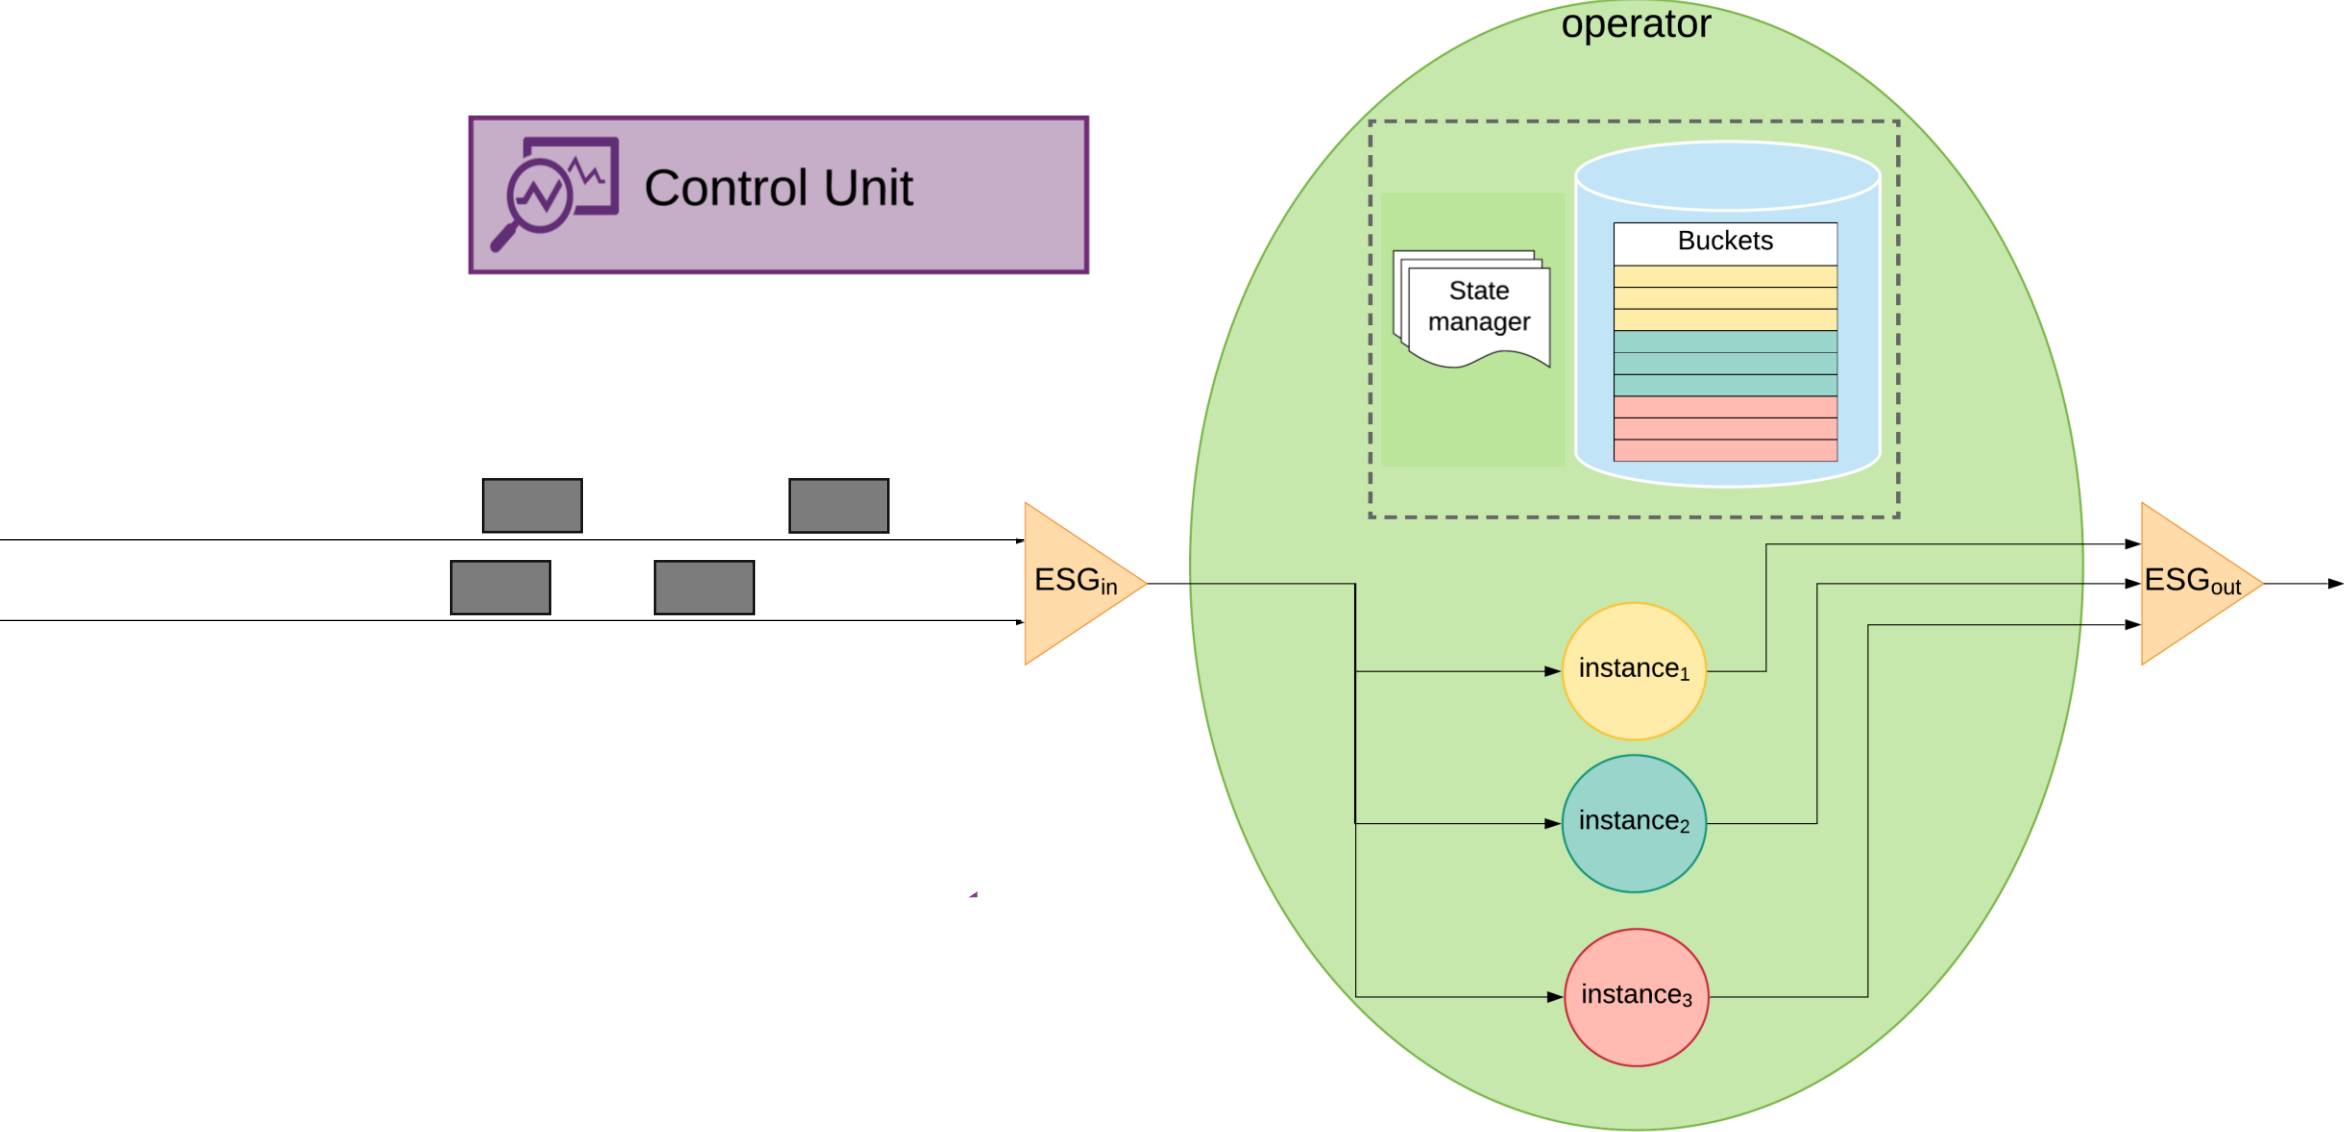 operator
Control Unit
Buckets
State
manager
ESGin
ESGout
instance1
instance2
instance3